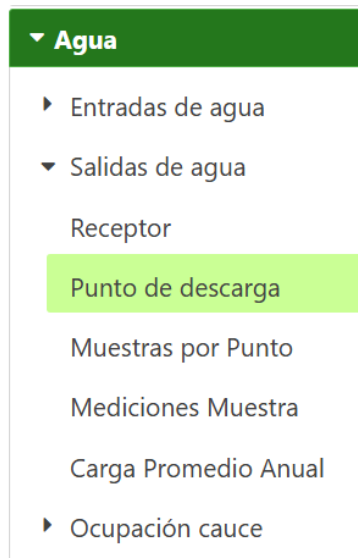 Agua
Entradas de agua
Salidas de agua
Receptor
Punto de descarga
Muestras por Punto
Mediciones Muestra
Carga Promedio Anual
Ocupación cauce